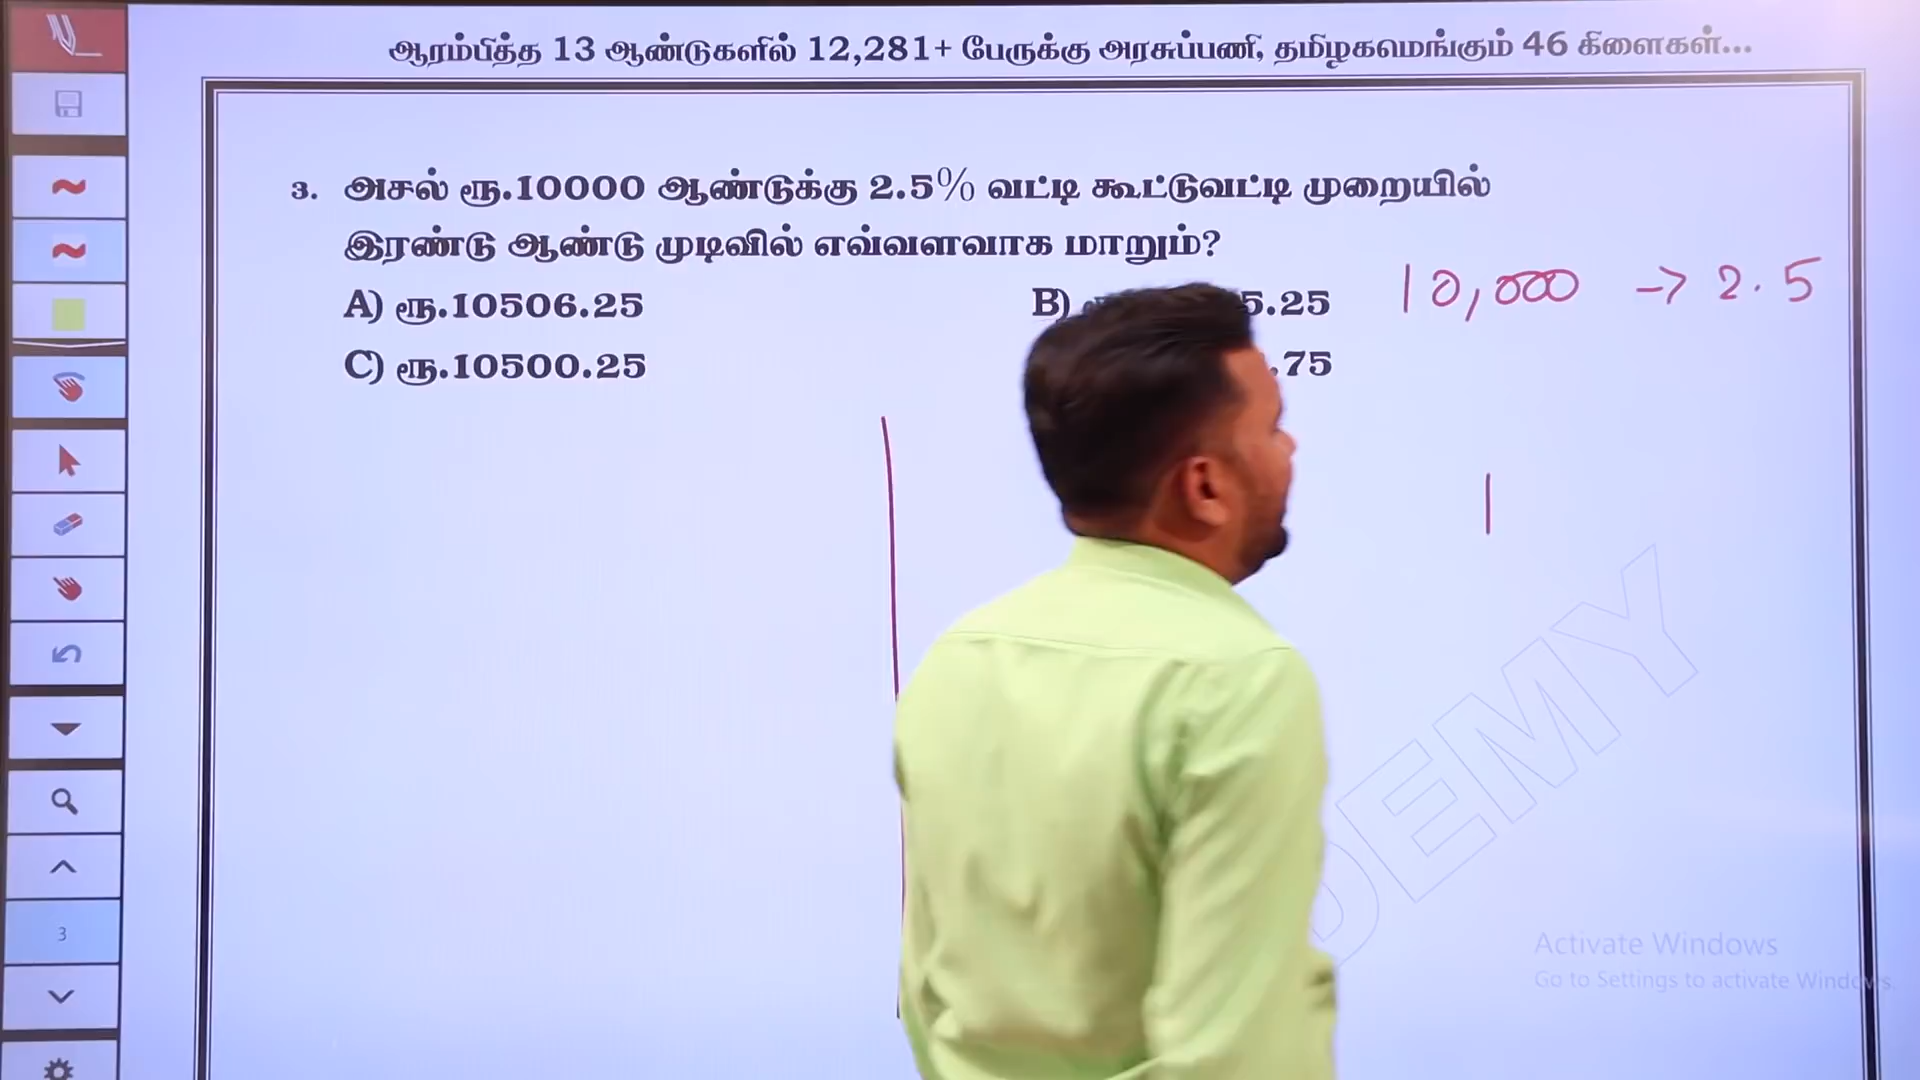 ஆரம்பித்த 13 ஆண்டுகளில் 12,281+ பேருக்கு அரசுப்பணி, தமிழகமெங்கும் 46 கிளைகள்...
3. அசல் ரூ.10000 ஆண்டுக்கு 2.5% வட்டி கூட்டுவட்டி முறையில்
இரண்டு ஆண்டு முடிவில் எவ்வளவாக மாறும்?
A) ரூ.10506.25
B) 5.25
10,000 -> 2.5
C) ரூ.10500.25
.75
|
DEMY
3
Activate Windows
Go to Settings to activate Windows.